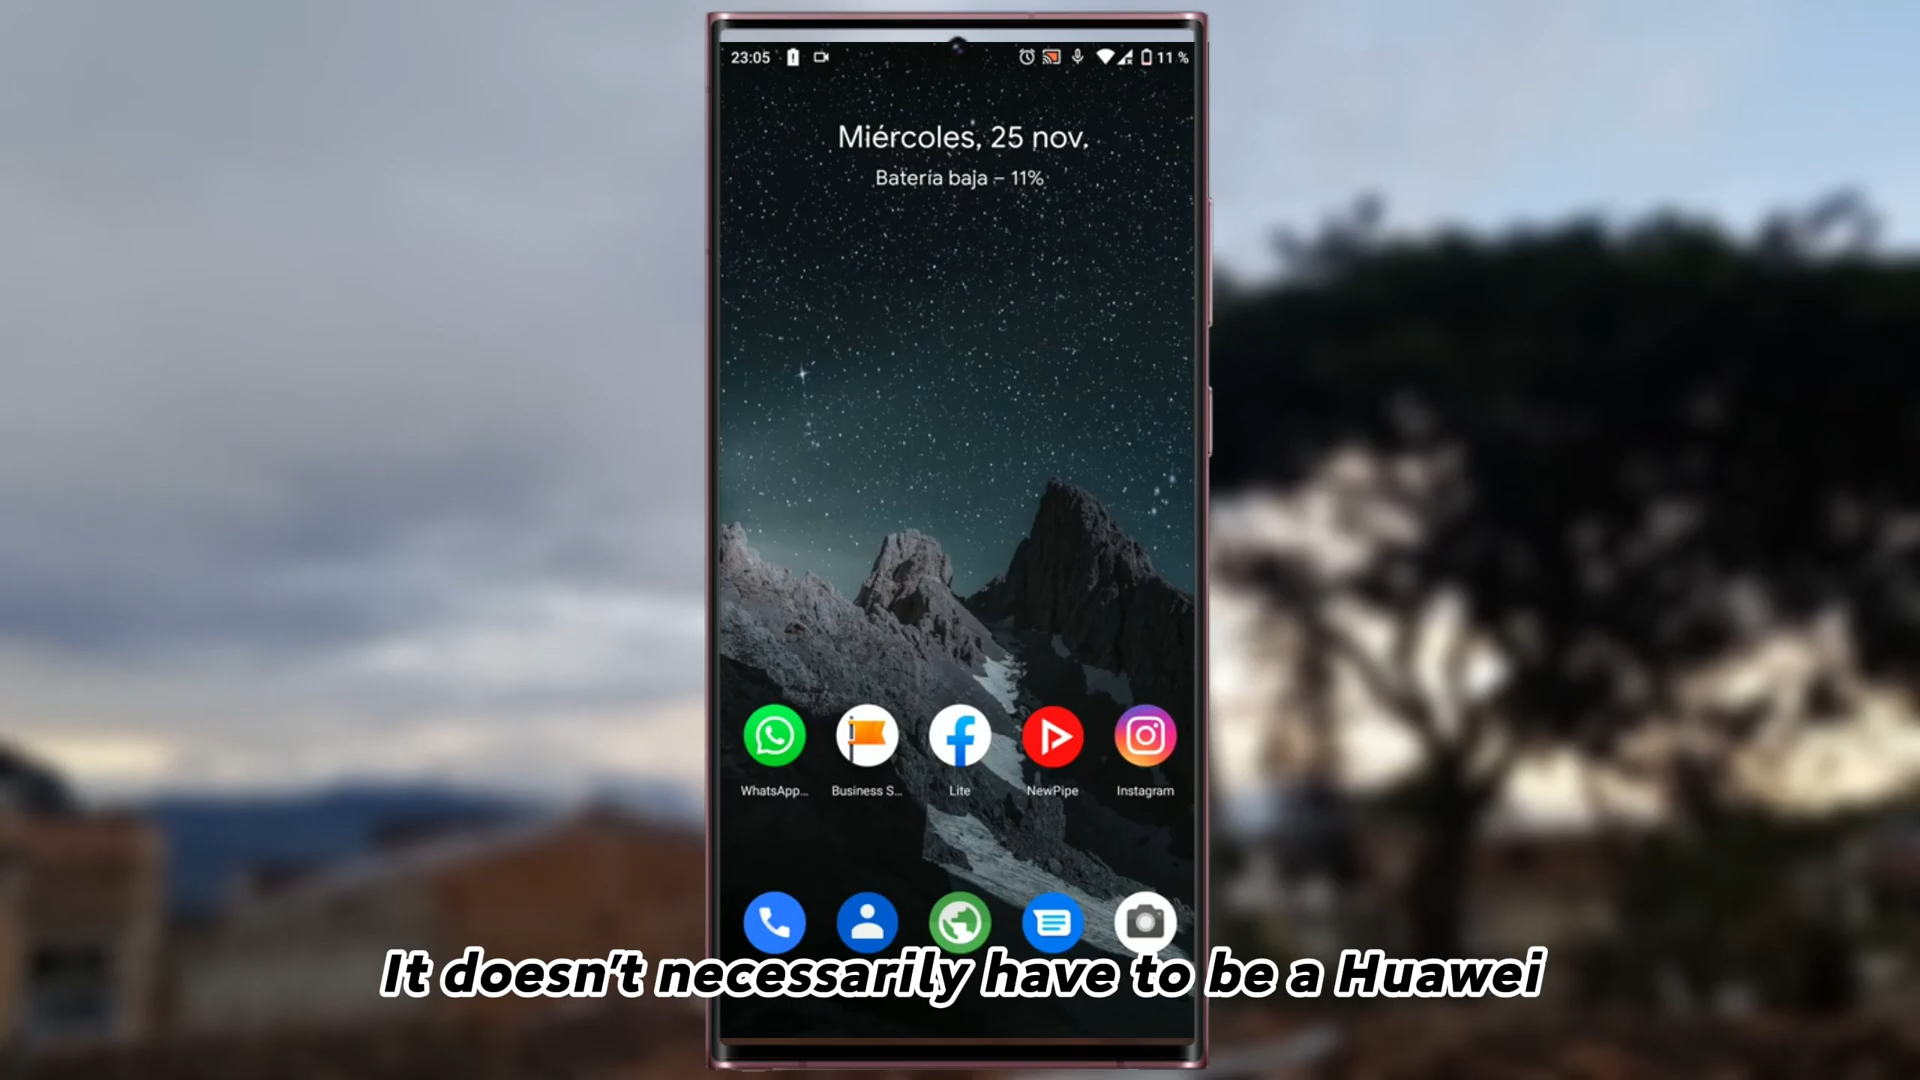 23:05 11 %
Miércoles, 25 nov.
Batería baja – 11%
WhatsApp... Business S... Lite NewPipe Instagram
It doesn't necessarily have to be a Huawei